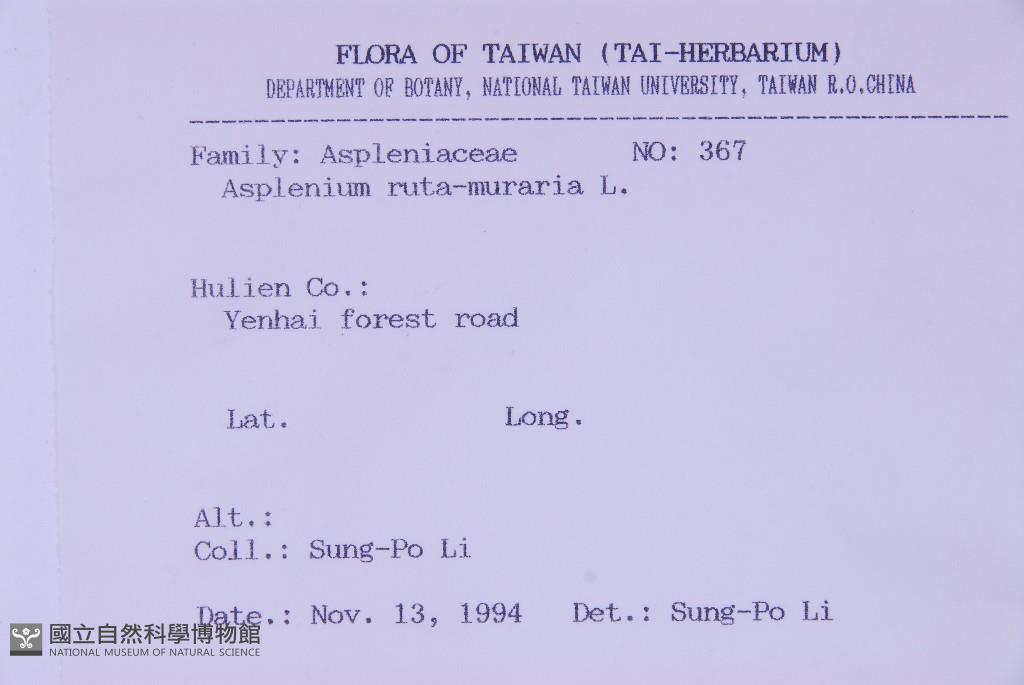 FLORA OF TAIWAN (TAI-HERBARIUM)
DEPARTMENT OF BOTANY, NATIONAL TAIWAN UNIVERSITY, TAIWAN R.O.CHINA
Family: Aspleniaceae NO: 367
Asplenium ruta-muraria L.
Hulien Co.:
Yenhai forest road
Lat. Long.
Alt.:
Coll.: Sung-Po Li
Date.: Nov. 13, 1994 Det.: Sung-Po Li
國立自然科學博物館
NATIONAL MUSEUM OF NATURAL SCIENCE